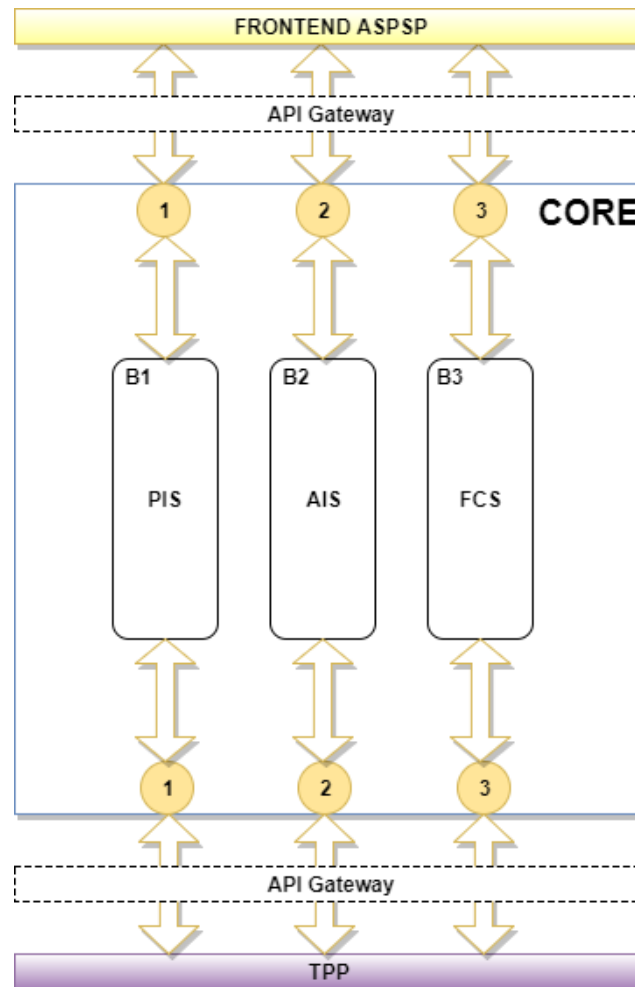 FRONTEND ASPSP
API Gateway
1 2 3
CORE
B1 B2 B3
PIS AIS FCS
1 2 3
API Gateway
TPP